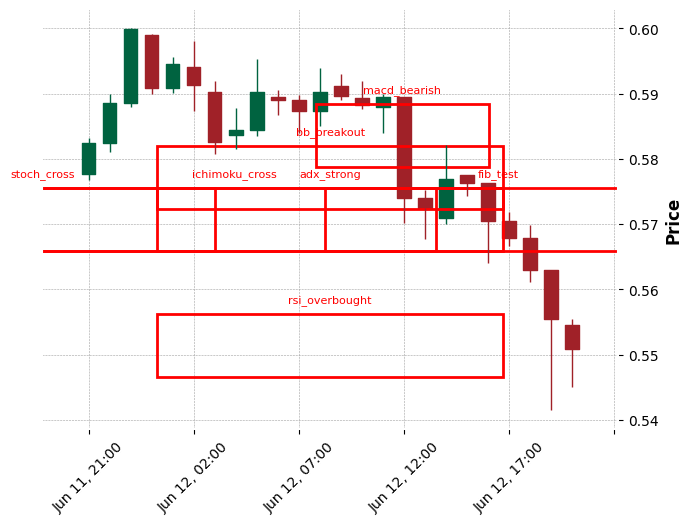 0.60
macd_bearish
0.59
bb_breakout
0.58
stoch_cross
ichimoku_cross
adx_strong
fib_test
0.57
Price
0.56
rsi_overbought
0.55
0.54
Jun 11, 21:00
Jun 12, 02:00
Jun 12, 07:00
Jun 12, 12:00
Jun 12, 17:00